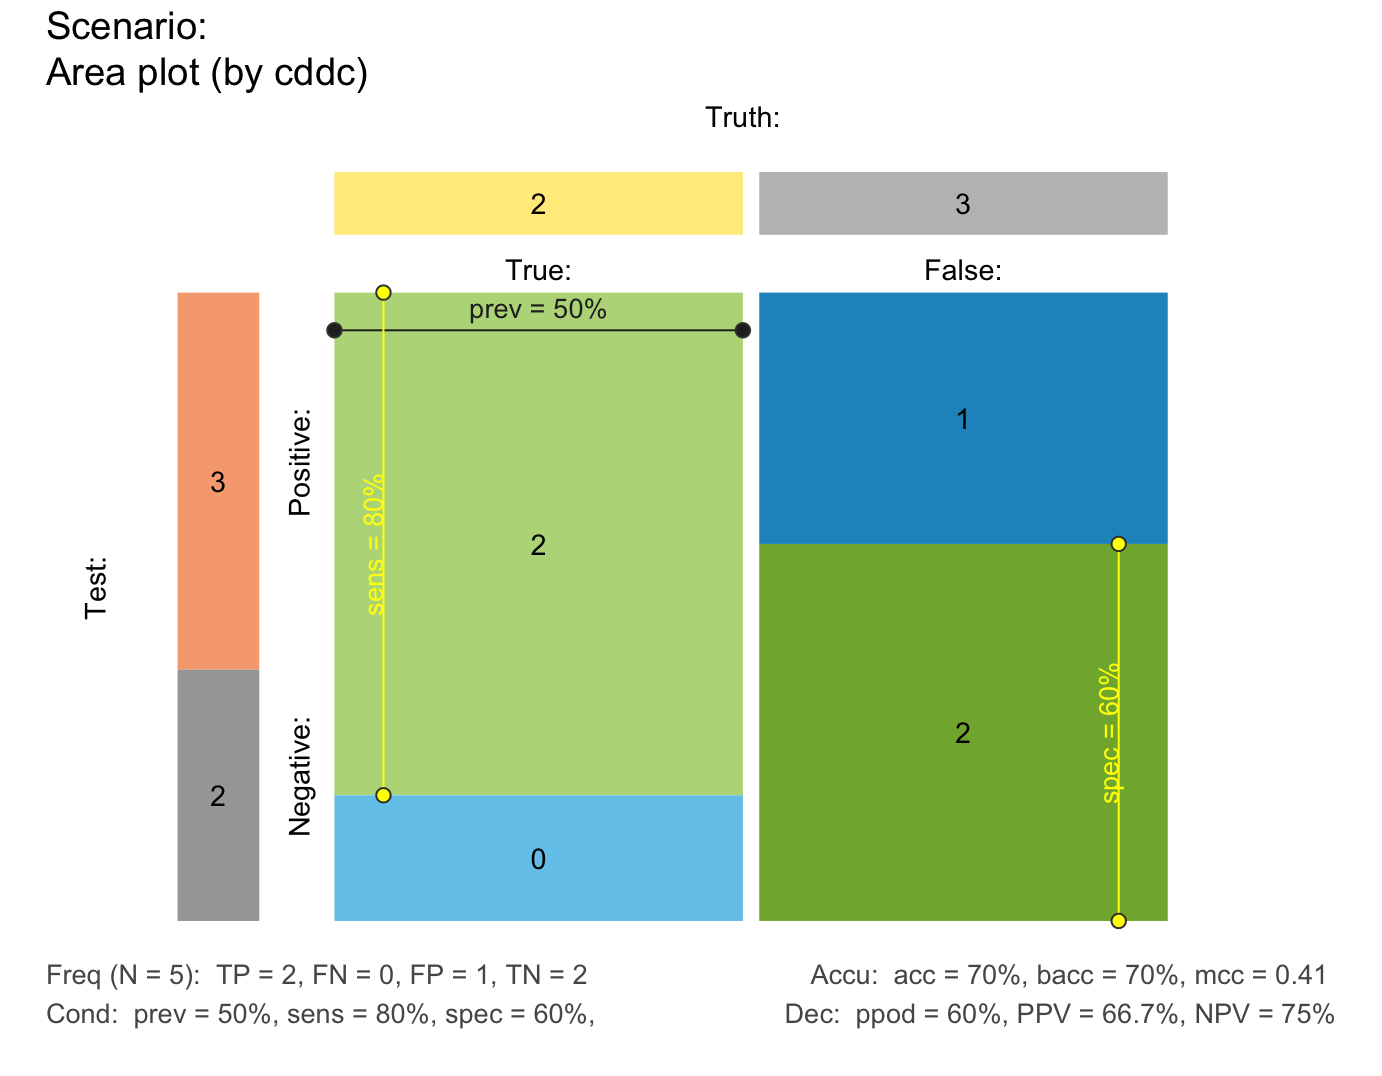 Scenario:
Area plot (by cddc)
Truth:
2
3
True:
False:
prev = 50%
Positive:
1
3
sens = 80%
2
Test:
spec = 60%
2
Negative:
2
0
Freq (N = 5):  TP = 2, FN = 0, FP = 1, TN = 2
Accu:  acc = 70%, bacc = 70%, mcc = 0.41
Cond:  prev = 50%, sens = 80%, spec = 60%,
Dec:  ppod = 60%, PPV = 66.7%, NPV = 75%